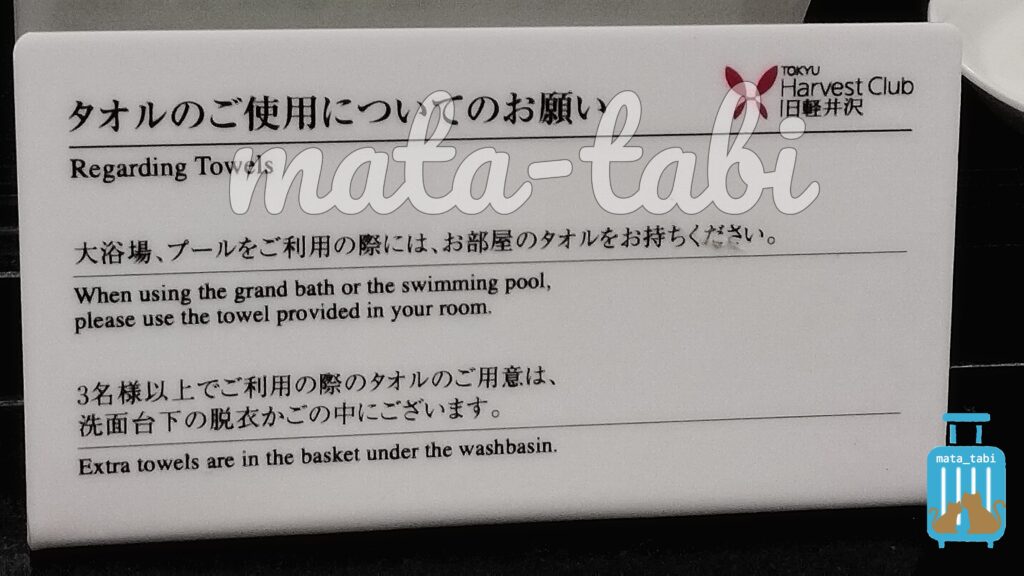 タオルのご使用についてのお願い
TOKYU
Harvest Club
旧軽井沢
Regarding Towels
mata-tabi
大浴場、プールをご利用の際には、お部屋のタオルをお持ちください。
When using the grand bath or the swimming pool,
please use the towel provided in your room.
3名様以上でご利用の際のタオルのご用意は、
洗面台下の脱衣かごの中にございます。
Extra towels are in the basket under the washbasin.
mata_tabi